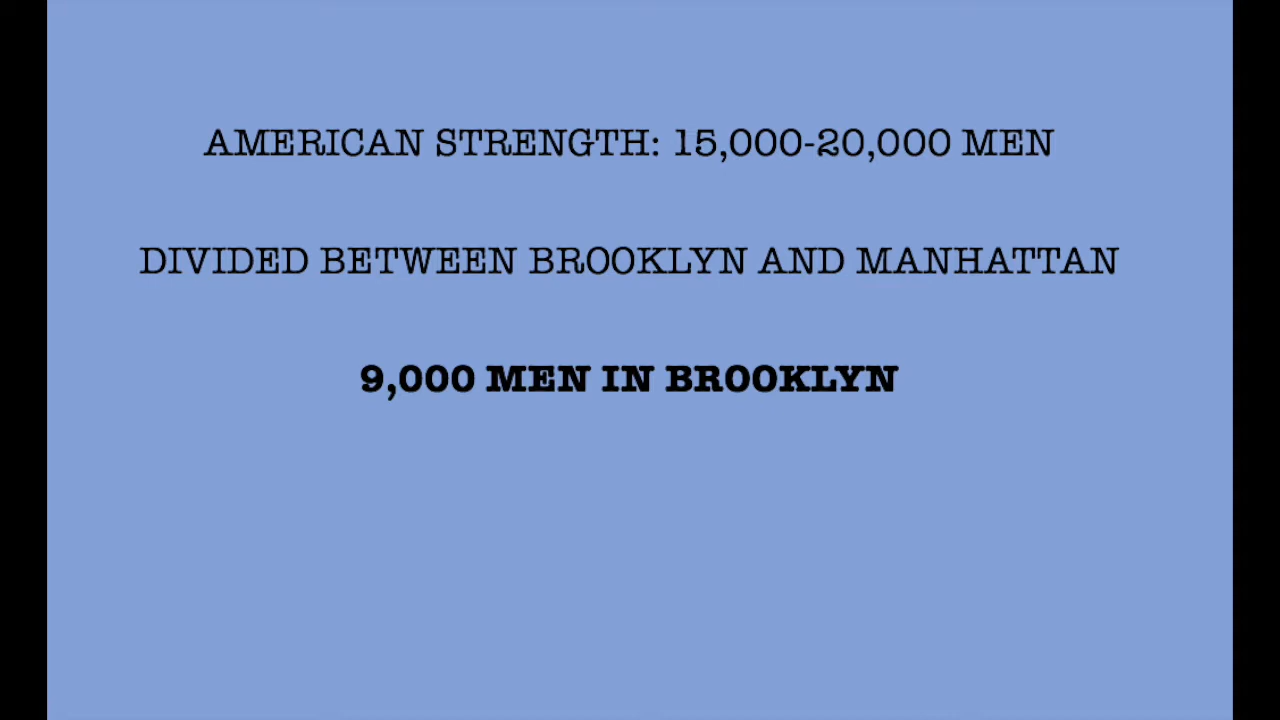 AMERICAN STRENGTH: 15,000-20,000 MEN
DIVIDED BETWEEN BROOKLYN AND MANHATTAN
9,000 MEN IN BROOKLYN